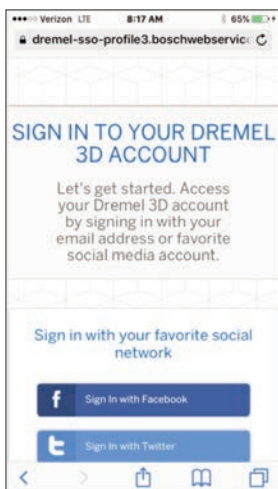 Verizon LTE 8:17 AM 65%
dremel-sso-profile3.boschwebservic
SIGN IN TO YOUR DREMEL
3D ACCOUNT
Let's get started. Access
your Dremel 3D account
by signing in with your
email address or favorite
social media account.
Sign in with your favorite social
network
f Sign In with Facebook
t Sign In with Twitter